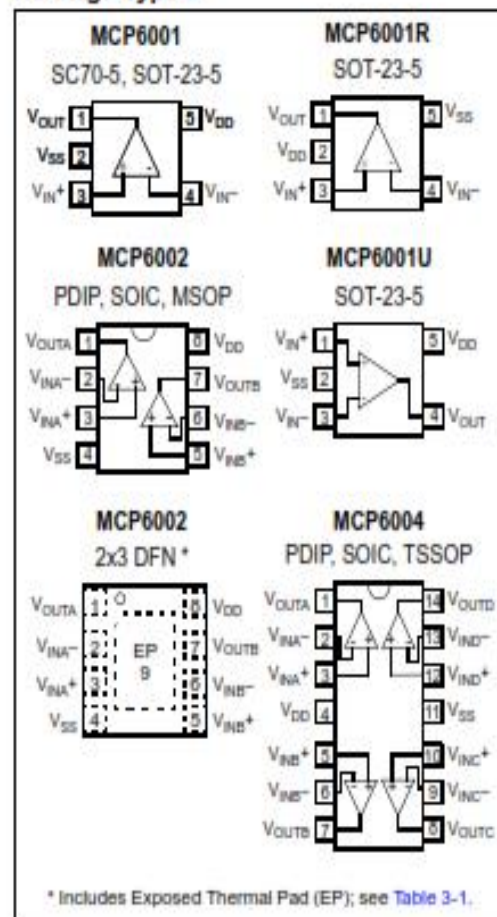 MCP6001
SC70-5, SOT-23-5
VOUT 1
5 VDD
VSS 2
VIN+ 3
4 VIN–
MCP6001R
SOT-23-5
VOUT 1
5 VSS
VDD 2
VIN+ 3
4 VIN–
MCP6002
PDIP, SOIC, MSOP
VOUTA 1
8 VDD
VINA– 2
7 VOUTB
VINA+ 3
6 VINB–
VSS 4
5 VINB+
MCP6001U
SOT-23-5
VIN+ 1
5 VDD
VSS 2
VIN– 3
4 VOUT
MCP6002
2x3 DFN *
VOUTA 1
8 VDD
VINA– 2
7 VOUTB
EP
9
VINA+ 3
6 VINB–
VSS 4
5 VINB+
MCP6004
PDIP, SOIC, TSSOP
VOUTA 1
14 VOUTD
VINA– 2
13 VIND–
VINA+ 3
12 VIND+
VDD 4
11 VSS
VINB+ 5
10 VINC+
VINB– 6
9 VINC–
VOUTB 7
8 VOUTC
* Includes Exposed Thermal Pad (EP); see Table 3-1.